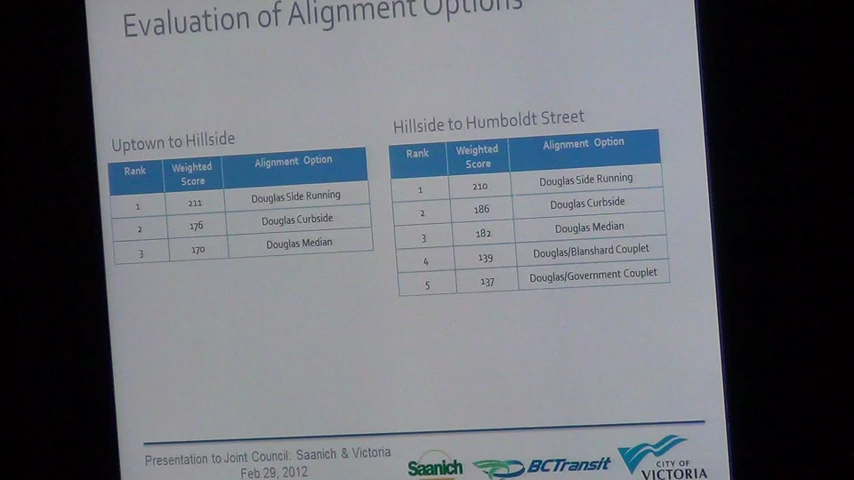 Evaluation of Alignment Options
Uptown to Hillside
Rank Weighted Score Alignment Option
1 211 Douglas Side Running
2 176 Douglas Curbside
3 170 Douglas Median
Hillside to Humboldt Street
Rank Weighted Score Alignment Option
1 210 Douglas Side Running
2 186 Douglas Curbside
3 182 Douglas Median
4 139 Douglas/Blanshard Couplet
5 137 Douglas/Government Couplet
Presentation to Joint Council: Saanich & Victoria
Feb 29, 2012
Saanich
BCTransit
CITY OF
VICTORIA